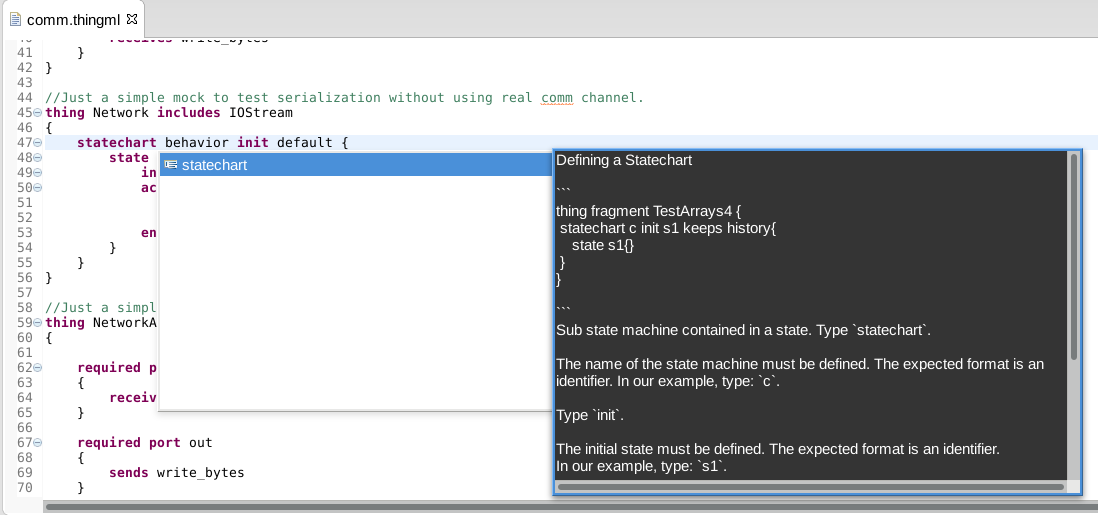 comm.thingml
40 receives write_bytes
41 }
42 }
43
44 //Just a simple mock to test serialization without using real comm channel.
45 thing Network includes IOStream
46 {
47 statechart behavior init default {
48 state
49 in
50 ac
51
52
53 en
54 }
55 }
56 }
57
58 //Just a simpl
59 thing NetworkA
60 {
61
62 required p
63 {
64 receiv
65 }
66
67 required port out
68 {
69 sends write_bytes
70 }
statechart
Defining a Statechart
```
thing fragment TestArrays4 {
statechart c init s1 keeps history{
state s1{}
}
}
```
Sub state machine contained in a state. Type `statechart`.
The name of the state machine must be defined. The expected format is an
identifier. In our example, type: `c`.
Type `init`.
The initial state must be defined. The expected format is an identifier.
In our example, type: `s1`.